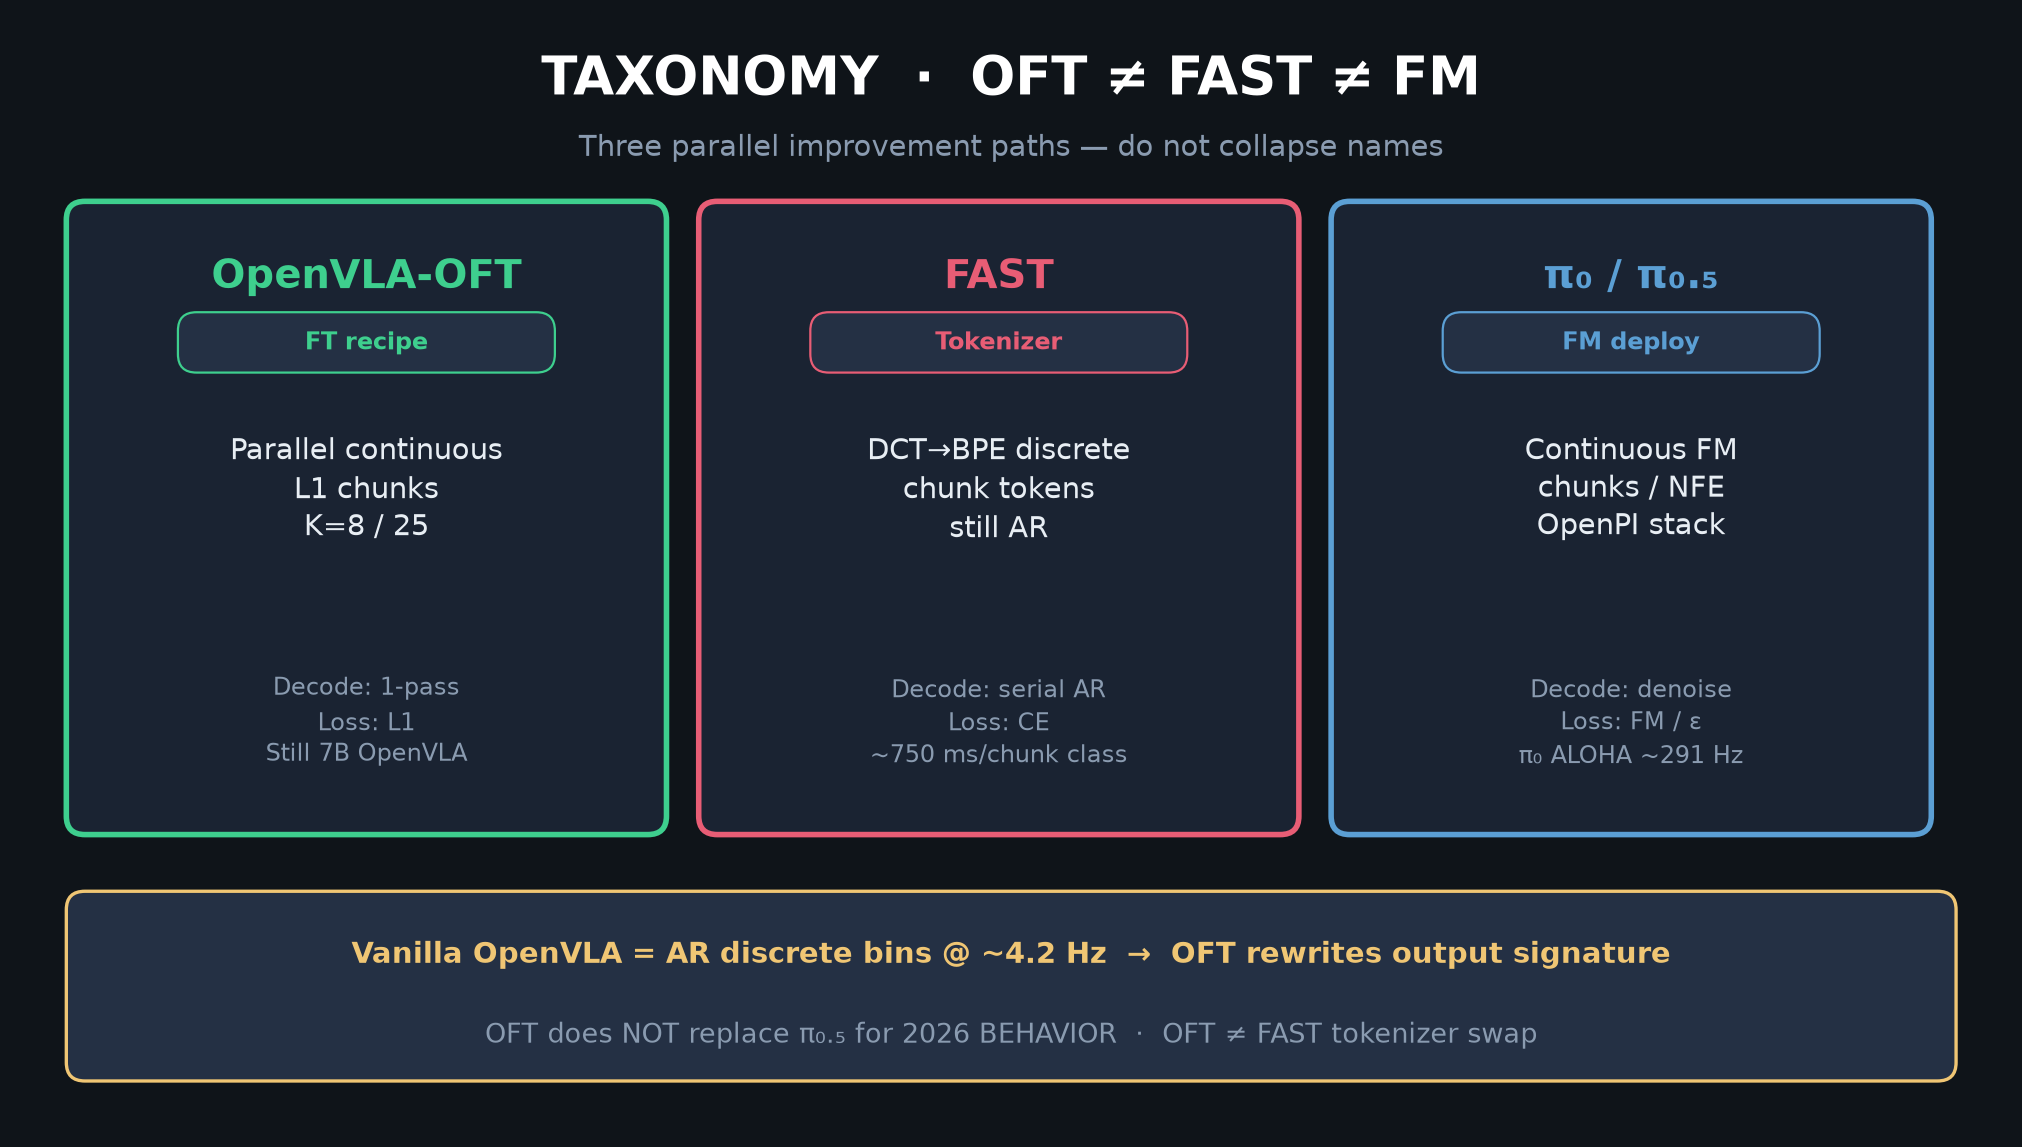 TAXONOMY · OFT ≠ FAST ≠ FM
Three parallel improvement paths — do not collapse names
OpenVLA-OFT
FT recipe
Parallel continuous
L1 chunks
K=8 / 25
Decode: 1-pass
Loss: L1
Still 7B OpenVLA
FAST
Tokenizer
DCT→BPE discrete
chunk tokens
still AR
Decode: serial AR
Loss: CE
~750 ms/chunk class
π₀ / π₀.₅
FM deploy
Continuous FM
chunks / NFE
OpenPI stack
Decode: denoise
Loss: FM / ε
π₀ ALOHA ~291 Hz
Vanilla OpenVLA = AR discrete bins @ ~4.2 Hz → OFT rewrites output signature
OFT does NOT replace π₀.₅ for 2026 BEHAVIOR · OFT ≠ FAST tokenizer swap